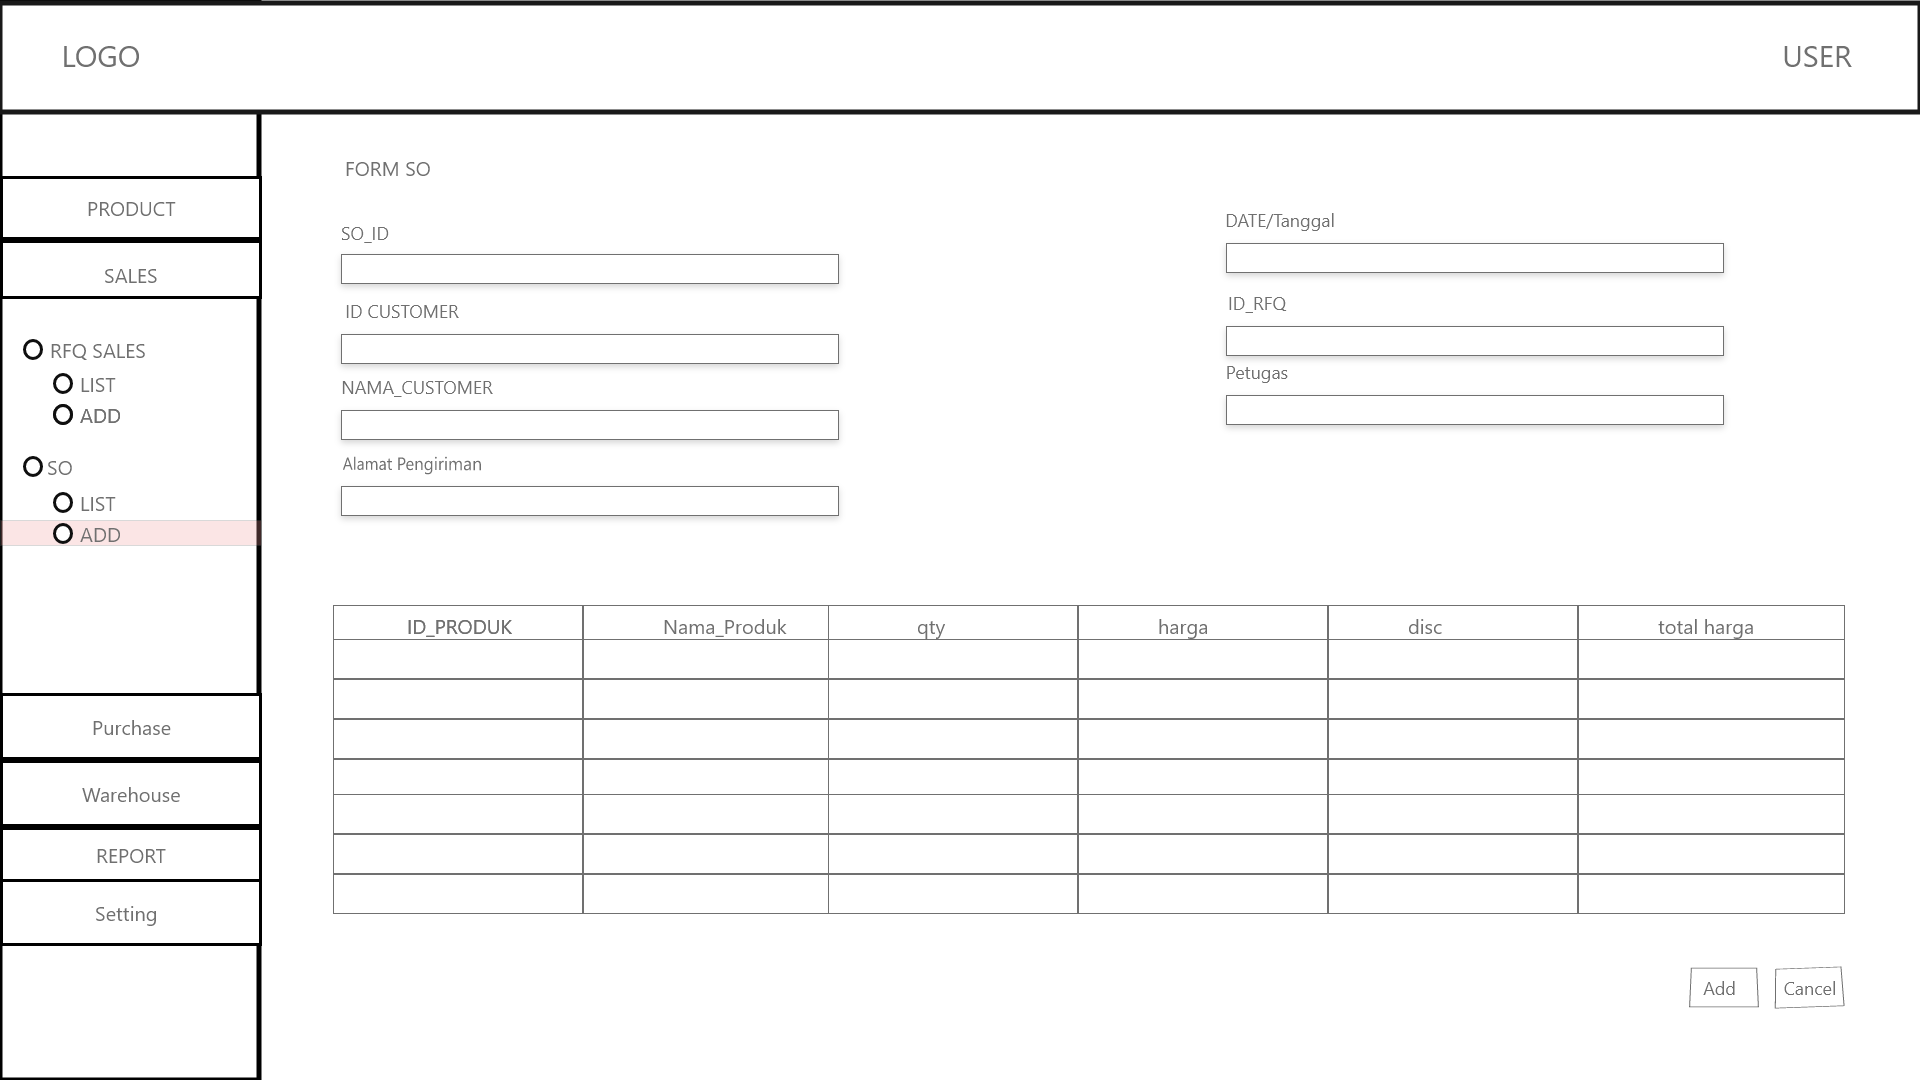 LOGO
USER
PRODUCT
SALES
RFQ SALES
LIST
ADD
SO
LIST
ADD
Purchase
Warehouse
REPORT
Setting
FORM SO
SO_ID
ID CUSTOMER
NAMA_CUSTOMER
Alamat Pengiriman
DATE/Tanggal
ID_RFQ
Petugas
ID_PRODUK Nama_Produk qty harga disc total harga
Add Cancel